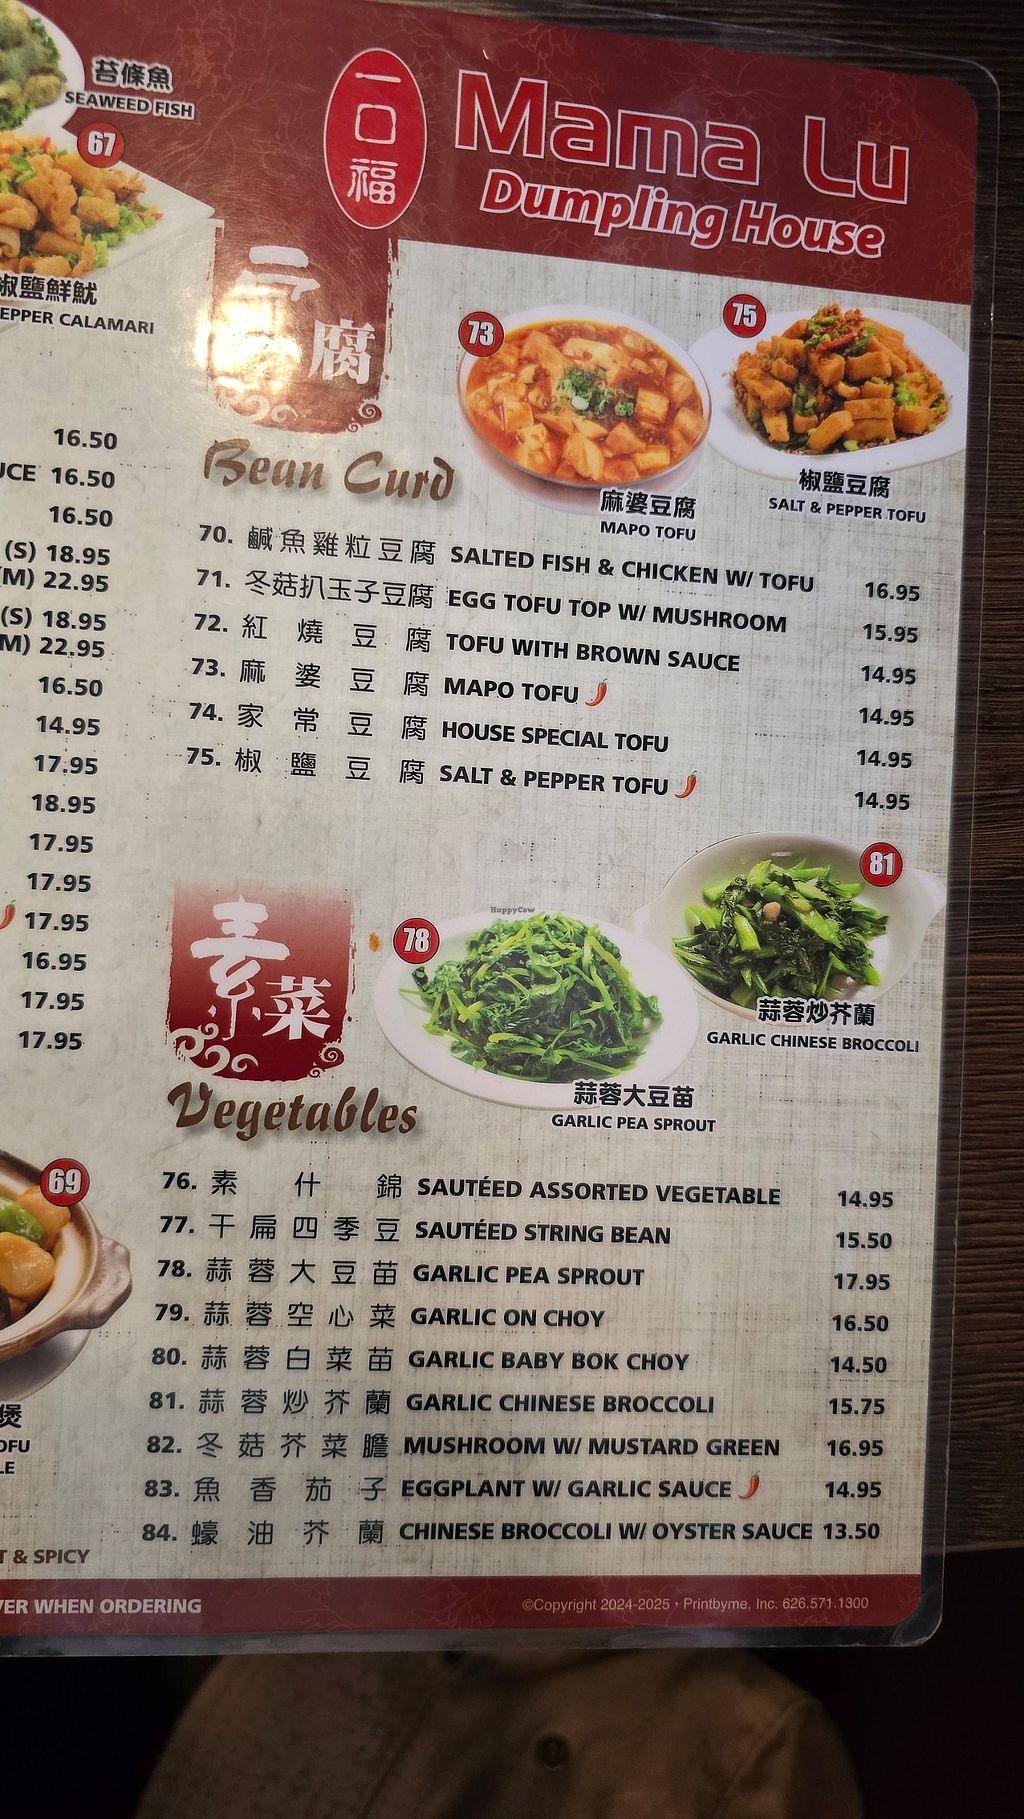 苔條魚
SEAWEED FISH
67
椒鹽鮮魷
EPPER CALAMARI
一口福
Mama Lu
Dumpling House
腐
Bean Curd
73
麻婆豆腐
MAPO TOFU
75
椒鹽豆腐
SALT & PEPPER TOFU
16.50
UCE 16.50
16.50
(S) 18.95
(M) 22.95
(S) 18.95
M) 22.95
16.50
14.95
17.95
18.95
17.95
17.95
17.95
16.95
17.95
17.95
70. 鹹魚雞粒豆腐 SALTED FISH & CHICKEN W/ TOFU 16.95
71. 冬菇扒玉子豆腐 EGG TOFU TOP W/ MUSHROOM 15.95
72. 紅燒豆腐 TOFU WITH BROWN SAUCE 14.95
73. 麻婆豆腐 MAPO TOFU 14.95
74. 家常豆腐 HOUSE SPECIAL TOFU 14.95
75. 椒鹽豆腐 SALT & PEPPER TOFU 14.95
素菜
Vegetables
HappyCow
78
蒜蓉大豆苗
GARLIC PEA SPROUT
81
蒜蓉炒芥蘭
GARLIC CHINESE BROCCOLI
76. 素什錦 SAUTÉED ASSORTED VEGETABLE 14.95
77. 干扁四季豆 SAUTÉED STRING BEAN 15.50
78. 蒜蓉大豆苗 GARLIC PEA SPROUT 17.95
79. 蒜蓉空心菜 GARLIC ON CHOY 16.50
80. 蒜蓉白菜苗 GARLIC BABY BOK CHOY 14.50
81. 蒜蓉炒芥蘭 GARLIC CHINESE BROCCOLI 15.75
82. 冬菇芥菜膽 MUSHROOM W/ MUSTARD GREEN 16.95
83. 魚香茄子 EGGPLANT W/ GARLIC SAUCE 14.95
84. 蠔油芥蘭 CHINESE BROCCOLI W/ OYSTER SAUCE 13.50
69
煲
OFU
LE
T & SPICY
VER WHEN ORDERING
©Copyright 2024-2025 • Printbyme, Inc. 626.571.1300